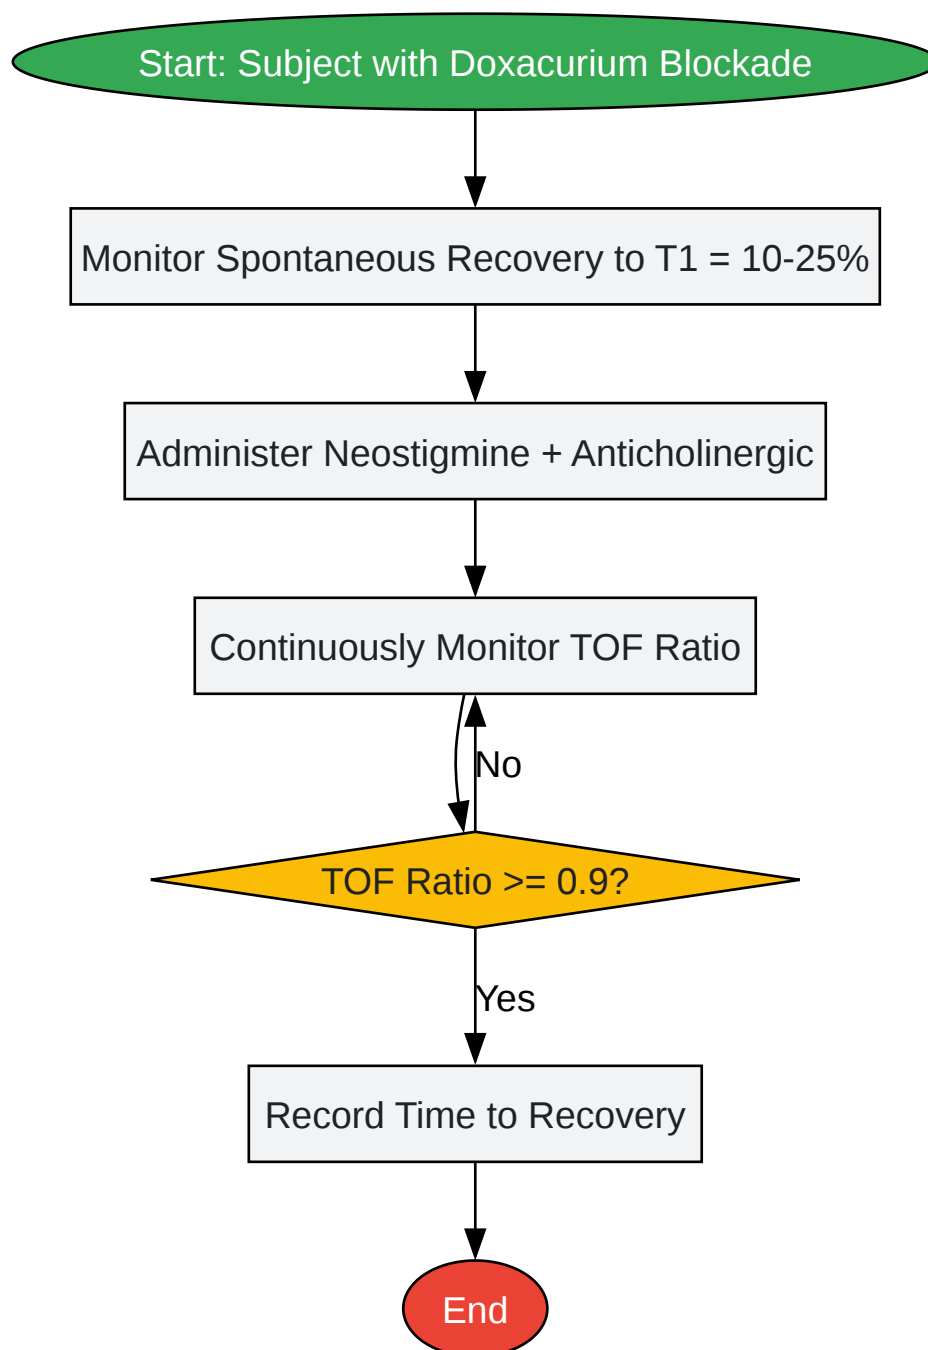 Start: Subject with Doxacurium Blockade
Monitor Spontaneous Recovery to T1 = 10-25%
Administer Neostigmine + Anticholinergic
Continuously Monitor TOF Ratio
No
TOF Ratio >= 0.9?
Yes
Record Time to Recovery
End